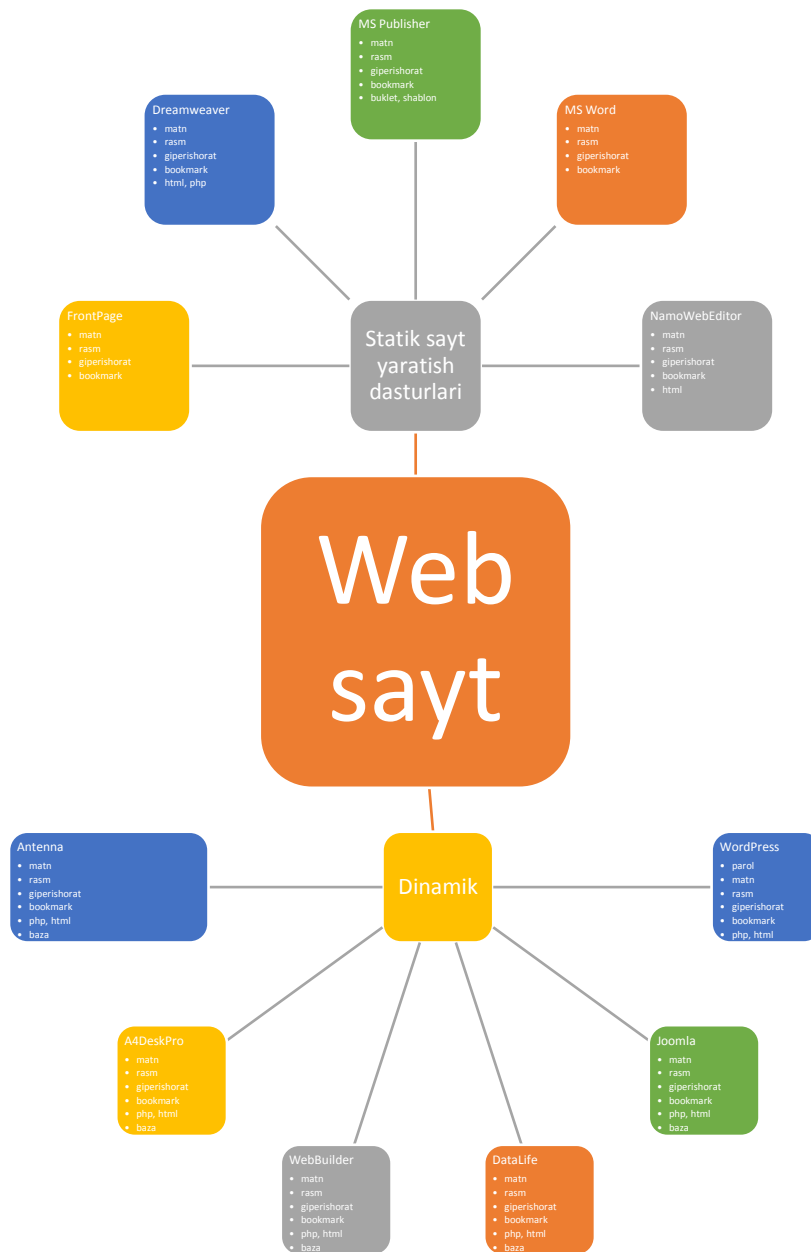 MS Publisher
• matn
• rasm
• giperishorat
• bookmark
• buklet, shablon
Dreamweaver
• matn
• rasm
• giperishorat
• bookmark
• html, php
MS Word
• matn
• rasm
• giperishorat
• bookmark
FrontPage
• matn
• rasm
• giperishorat
• bookmark
Statik sayt
yaratish
dasturlari
NamoWebEditor
• matn
• rasm
• giperishorat
• bookmark
• html
Web
sayt
Antenna
• matn
• rasm
• giperishorat
• bookmark
• php, html
• baza
Dinamik
WordPress
• parol
• matn
• rasm
• giperishorat
• bookmark
• php, html
A4DeskPro
• matn
• rasm
• giperishorat
• bookmark
• php, html
• baza
Joomla
• matn
• rasm
• giperishorat
• bookmark
• php, html
• baza
WebBuilder
• matn
• rasm
• giperishorat
• bookmark
• php, html
• baza
DataLife
• matn
• rasm
• giperishorat
• bookmark
• php, html
• baza